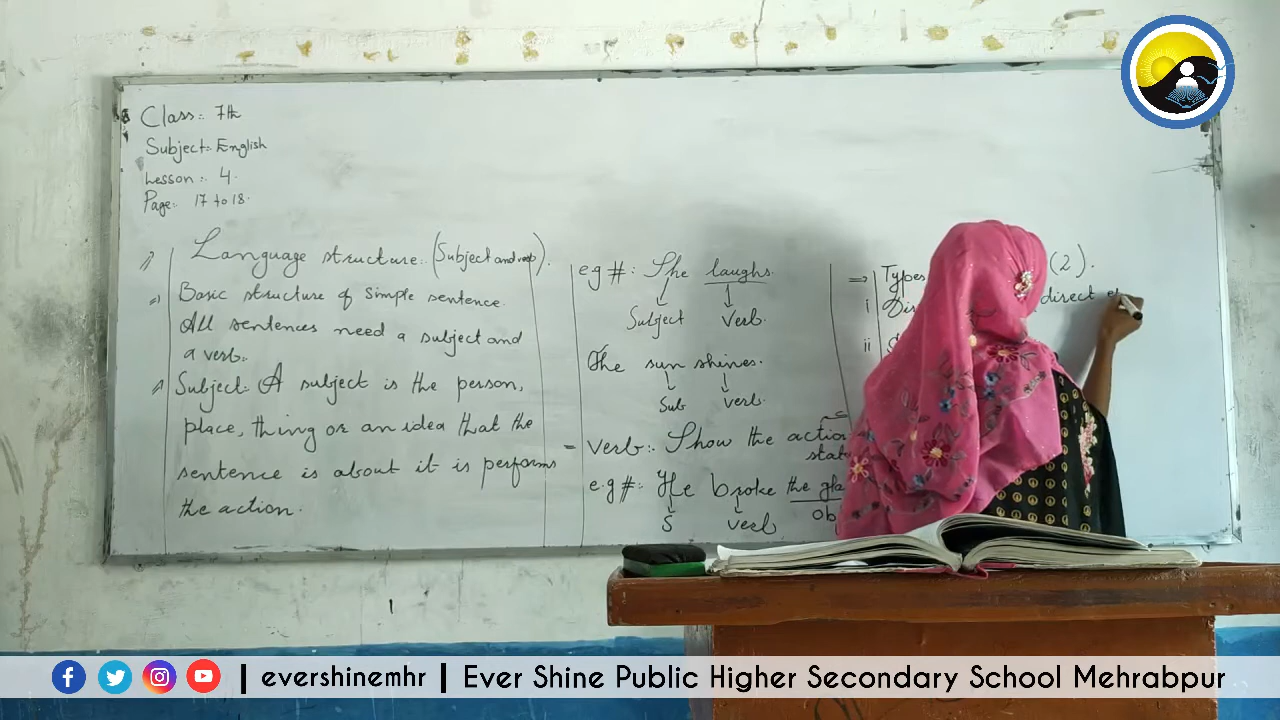 Class:- 7th
Subject:- English
Lesson :- 4.
Page:- 17 to 18.
Language structure:- (Subject and verb).
Basic structure of simple sentence.
All sentences need a subject and
a verb:-
Subject:- A subject is the person,
place, thing or an idea that the
sentence is about it is performs
the action.
e.g #: She laughs.
Subject verb.
The sun shines.
Sub verb.
= verb:- Show the action
e.g #: He broke the
S verb ob
=> Types (2).
i direct
ii
| evershinemhr | Ever Shine Public Higher Secondary School Mehrabpur